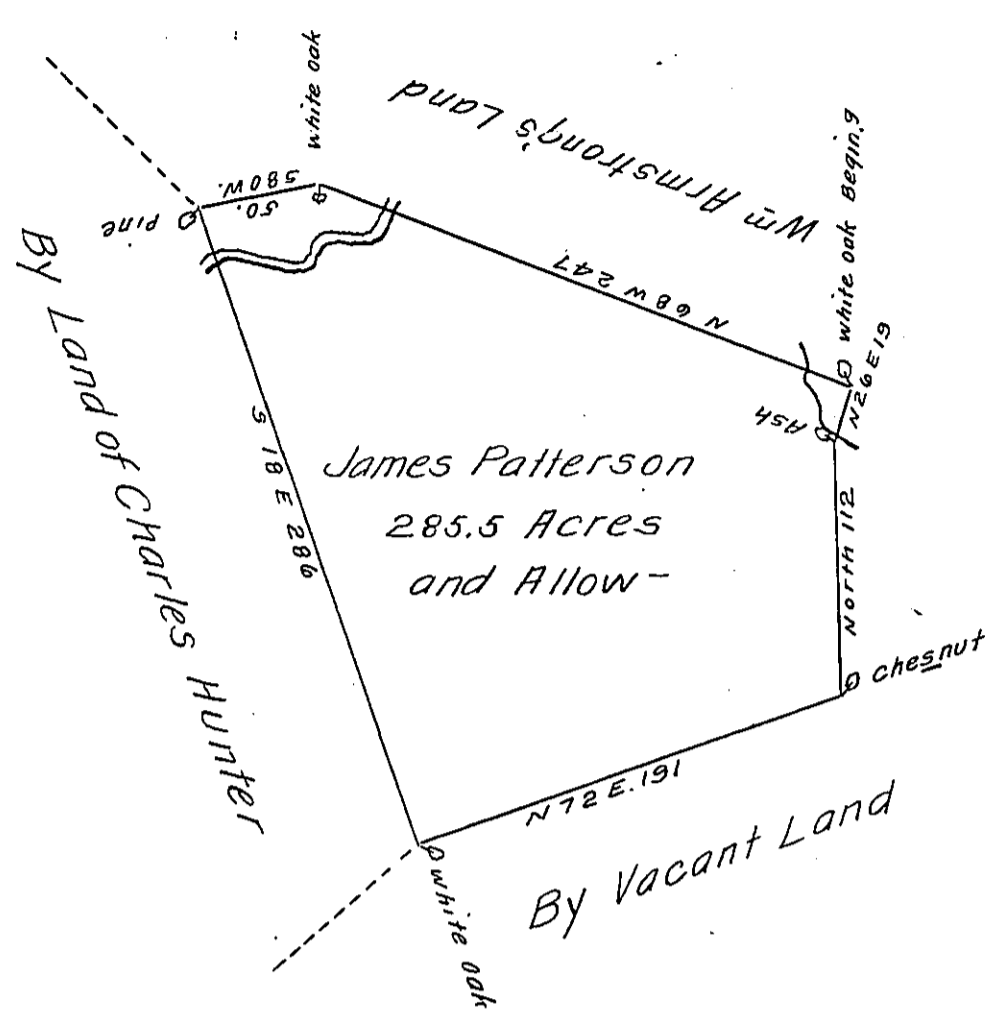 white oak
Wm Armstrong's Land
S80W.
50.
Pine
N 68 W 247
white oak Begin.g
N26E19
Ash
By Land of Charles Hunter
S 18 E 286
James Patterson
285.5 Acres
and Allow-
North 112
Chesnut
N72E.191
By Vacant Land
white oak